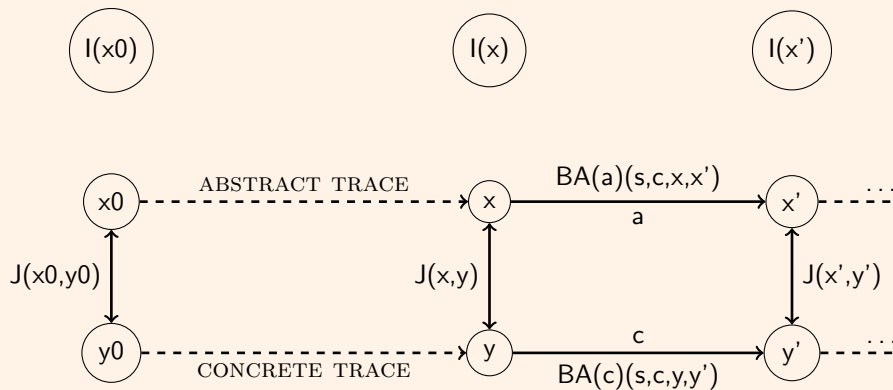 I(x0) I(x) I(x')
ABSTRACT TRACE BA(a)(s,c,x,x')
x0 x x' ...
a
J(x0,y0) J(x,y) J(x',y')
c
y0 y y' ...
CONCRETE TRACE BA(c)(s,c,y,y')